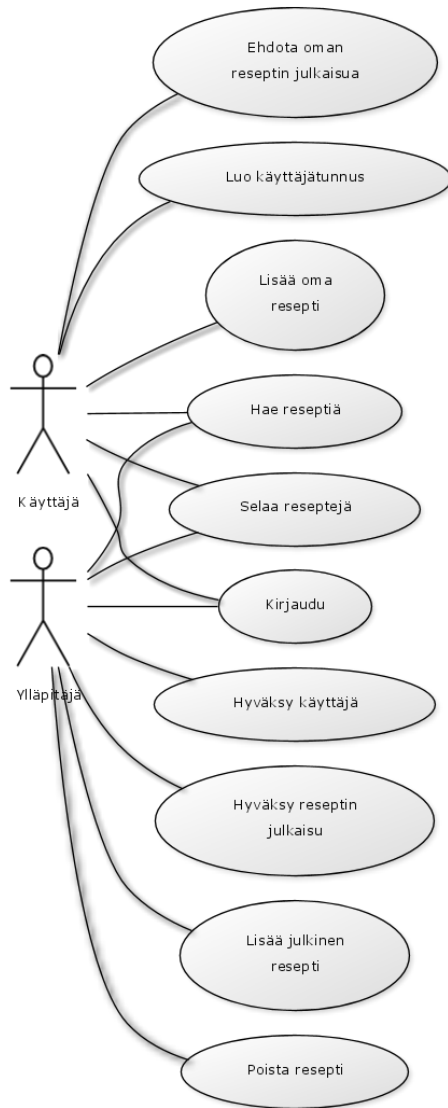 Ehdota oman
reseptin julkaisua
Luo käyttäjätunnus
Lisää oma
resepti
Hae reseptiä
Käyttäjä
Selaa reseptejä
Kirjaudu
Ylläpitäjä
Hyväksy käyttäjä
Hyväksy reseptin
julkaisu
Lisää julkinen
resepti
Poista resepti